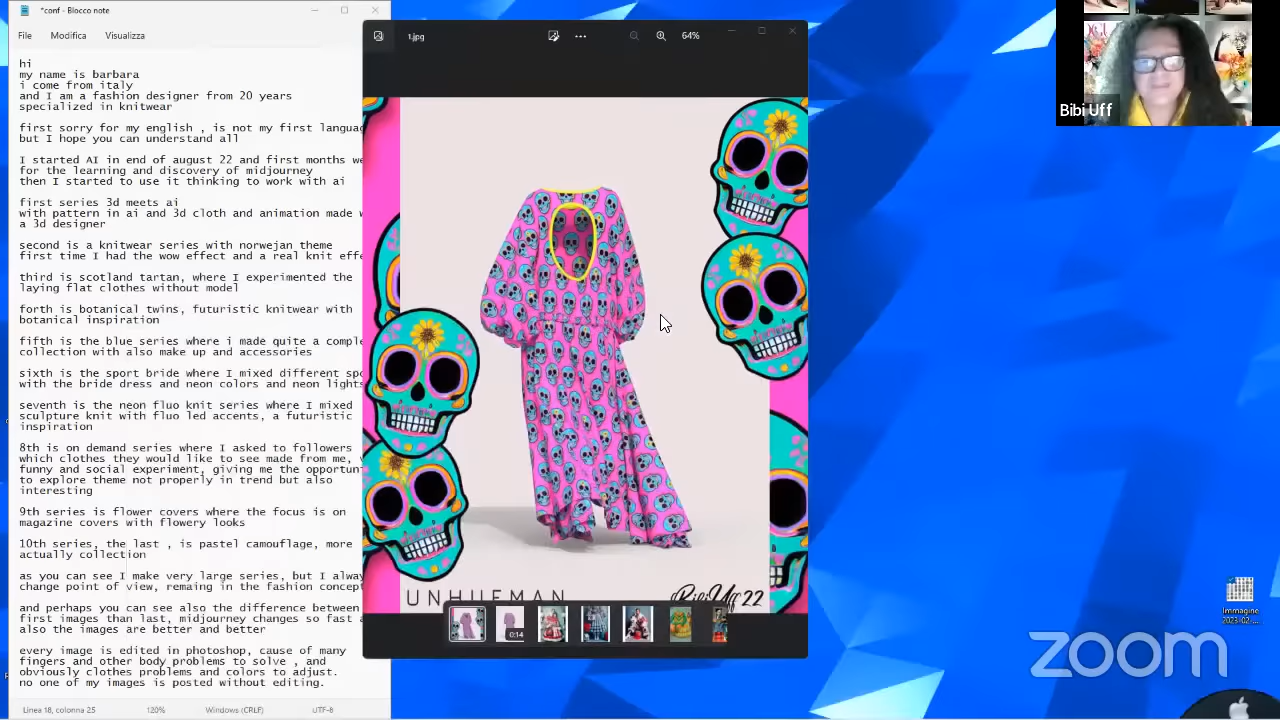 *conf - Blocco note
File Modifica Visualizza
hi
my name is barbara
i come from italy
and I am a fashion designer from 20 years
specialized in knitwear
first sorry for my english , is not my first
but I hope you can understand all
I started AI in end of august 22 and first months
for the learning and discovery of midjourney
then I started to use it thinking to work with ai
first series 3d meets ai
with pattern in ai and 3d cloth and animation made
a 3d designer
second is a knitwear series with norwejan theme
first time I had the wow effect and a real knit
third is scotland tartan, where I experimented the
laying flat clothes without model
forth is botanical twins, futuristic knitwear with
botanical inspiration
fifth is the blue series where i made quite a
collection with also make up and accessories
sixth is the sport bride where I mixed different
with the bride dress and neon colors and neon lights
seventh is the neon fluo knit series where I mixed
sculpture knit with fluo led accents, a futuristic
inspiration
8th is on demand series where I asked to followers
which clothes they would like to see made from me,
funny and social experiment, giving me the
to explore theme not properly in trend but also
interesting
9th series is flower covers where the focus is on
magazine covers with flowery looks
10th series, the last , is pastel camouflage, more
actually collection
as you can see I make very large series, but I
change point of view, remaing in the fashion
and perhaps you can see also the difference between
first images than last, midjourney changes so fast
also the images are better and better
every image is edited in photoshop, cause of many
fingers and other body problems to solve , and
obviously clothes problems and colors to adjust.
no one of my images is posted without editing.
Linea 18, colonna 25 120% Windows (CRLF) UTF-8
1.jpg 64%
UNHUEMAN BibiUff 22
0:14
Bibi Uff
Immagine
2023-02-...
zoom